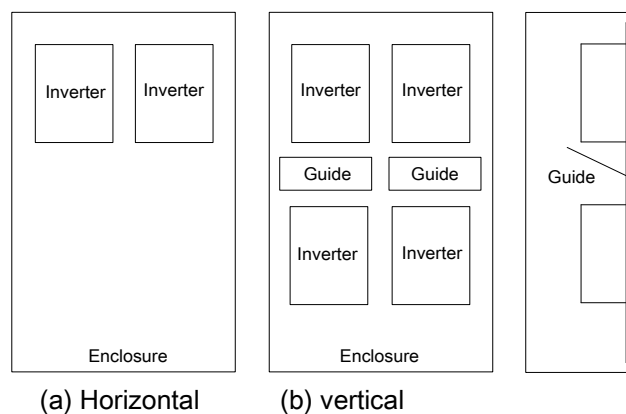 Inverter Inverter
Enclosure
(a) Horizontal
Inverter Inverter
Guide Guide
Inverter Inverter
Enclosure
(b) vertical
Guide